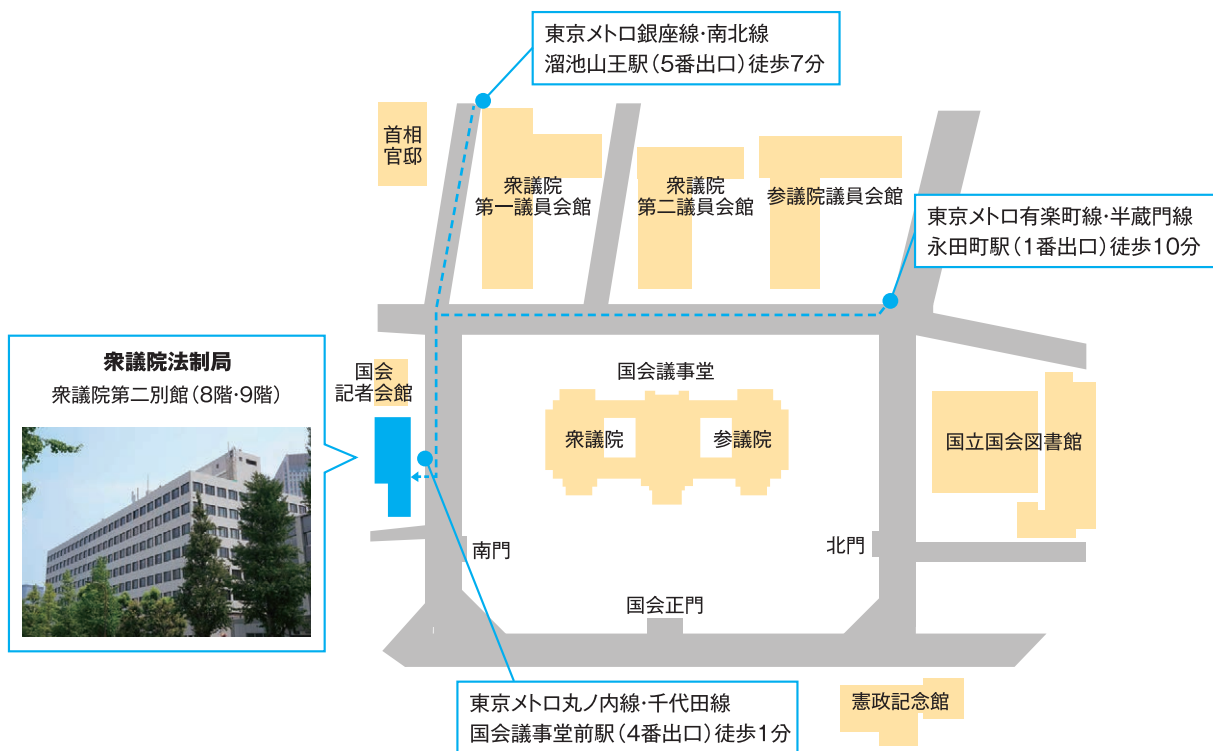 東京メトロ銀座線・南北線
溜池山王駅（5番出口）徒歩7分
首相
官邸
衆議院
第一議員会館
衆議院
第二議員会館
参議院議員会館
東京メトロ有楽町線・半蔵門線
永田町駅（1番出口）徒歩10分
衆議院法制局
衆議院第二別館（8階・9階）
国会
記者会館
国会議事堂
衆議院
参議院
国立国会図書館
南門
北門
国会正門
東京メトロ丸ノ内線・千代田線
国会議事堂前駅（4番出口）徒歩1分
憲政記念館